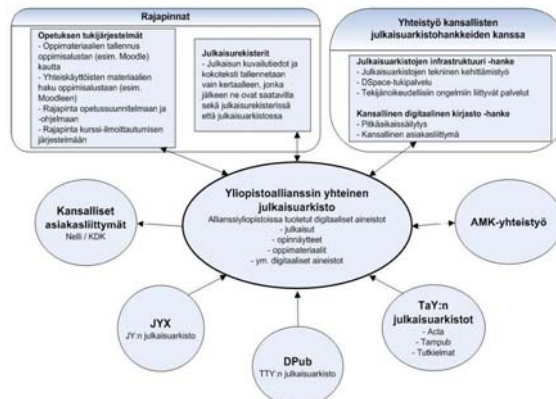 Rajapinnat
Opetuksen tukijärjestelmät
- Oppimateriaalien tallennus
oppimisalustan (esim. Moodle)
kautta
- Yhteiskäyttöisten materiaalien
haku oppimisalustaan (esim.
Moodleen)
- Rajapinta opetussuunnitelmaan ja
-ohjelmaan
- Rajapinta kurssi-ilmoittautumisen
järjestelmään
Julkaisurekisterit
- Julkaisun kuvailutiedot ja
kokoteksti tallennetaan
vain kertaalleen, jonka
jälkeen ne ovat saatavilla
sekä julkaisurekisterissä
että julkaisuarkistossa
Yhteistyö kansallisten
julkaisuarkistohankkeiden kanssa
Julkaisuarkistojen infrastruktuuri -hanke
- Julkaisuarkistojen tekninen kehittämistyö
- DSpace-tukipalvelu
- Tekijänoikeudellisiin ongelmiin liittyvät palvelut
Kansallinen digitaalinen kirjasto -hanke
- Pitkäaikaissäilytys
- Kansallinen asiakasliittymä
Yliopistoallianssin yhteinen
julkaisuarkisto
Allianssiyliopistoissa tuotetut digitaaliset aineistot
- julkaisut
- opinnäytteet
- oppimateriaalit
- ym. digitaaliset aineistot
Kansalliset
asiakasliittymät
Nelli / KDK
AMK-yhteistyö
JYX
JY:n julkaisuarkisto
DPub
TTY:n julkaisuarkisto
TaY:n
julkaisuarkistot
- Acta
- Tampub
- Tutkielmat